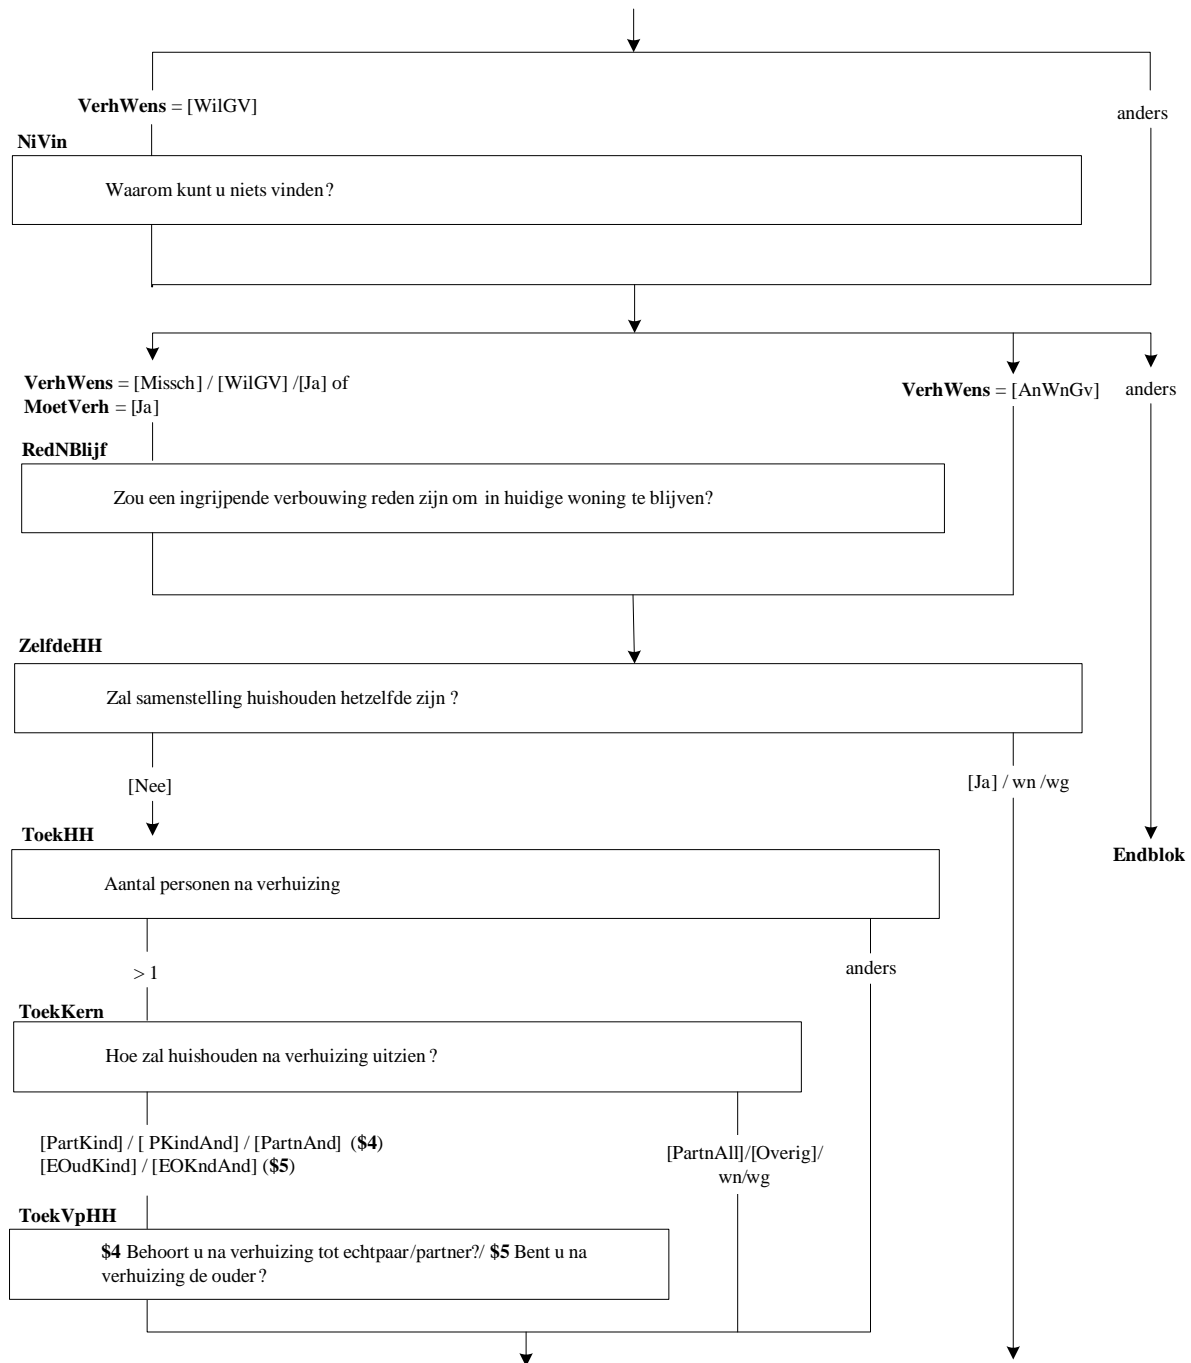 VerhWens = [WilGV]
anders
NiVin
Waarom kunt u niets vinden?
VerhWens = [Missch] / [WilGV] /[Ja] of
MoetVerh = [Ja]
VerhWens = [AnWnGv]
anders
RedNBlijf
Zou een ingrijpende verbouwing reden zijn om in huidige woning te blijven?
ZelfdeHH
Zal samenstelling huishouden hetzelfde zijn ?
[Nee]
[Ja] / wn /wg
ToekHH
Endblok
Aantal personen na verhuizing
> 1
anders
ToekKern
Hoe zal huishouden na verhuizing uitzien ?
[PartKind] / [ PKindAnd] / [PartnAnd] ($4)
[EOudKind] / [EOKndAnd] ($5)
[PartnAll]/[Overig]/
wn/wg
ToekVpHH
$4 Behoort u na verhuizing tot echtpaar/partner?/ $5 Bent u na
verhuizing de ouder ?